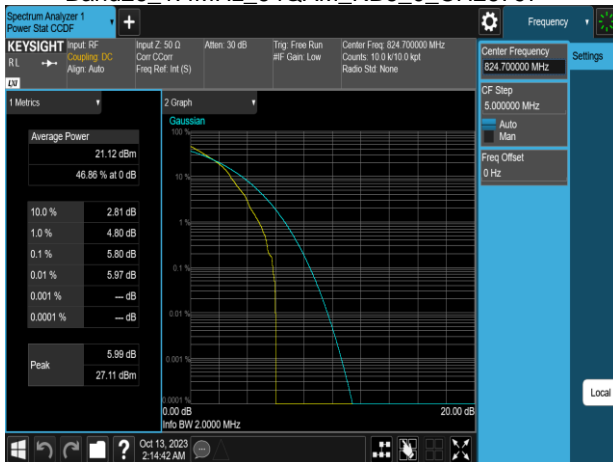 Spectrum Analyzer 1
Power Stat CCDF
Frequency
KEYSIGHT
RL
Input: RF
Coupling: DC
Align: Auto
Input Z: 50 Ω
Corr CCorr
Freq Ref: Int (S)
Atten: 30 dB
Trig: Free Run
#IF Gain: Low
Center Freq: 824.700000 MHz
Counts: 10.0 k/10.0 kpt
Radio Std: None
Center Frequency
824.700000 MHz
Settings
CF Step
5.000000 MHz
Auto
Man
Freq Offset
0 Hz
1 Metrics
Average Power
21.12 dBm
46.86 % at 0 dB
10.0 % 2.81 dB
1.0 % 4.80 dB
0.1 % 5.80 dB
0.01 % 5.97 dB
0.001 % --- dB
0.0001 % --- dB
Peak
5.99 dB
27.11 dBm
2 Graph
Gaussian
100 %
10 %
1 %
0.1 %
0.01 %
0.001 %
0.0001 %
0.00 dB 20.00 dB
Info BW 2.0000 MHz
Local
Oct 13, 2023
2:14:42 AM